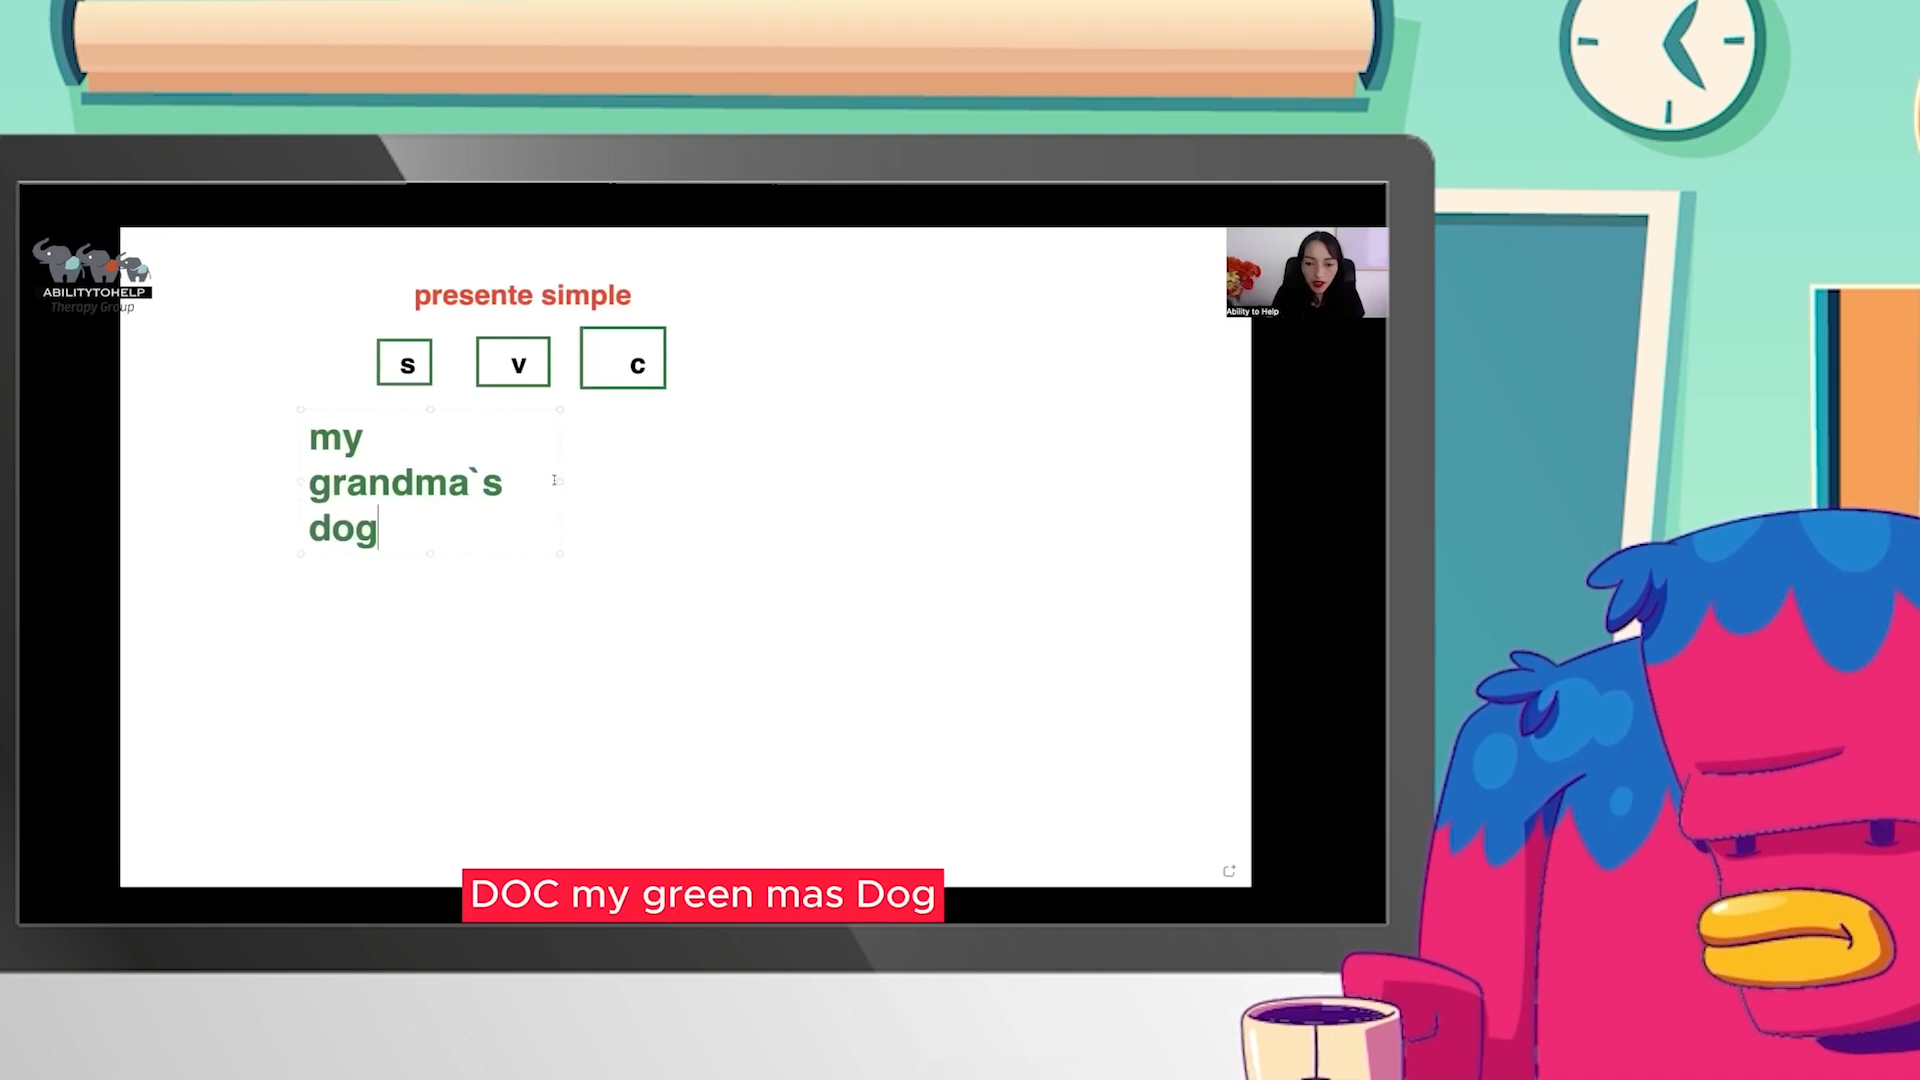 ABILITYTOHELP
Therapy Group
presente simple
s v c
Ability to Help
my
grandma`s
dog
DOC my green mas Dog